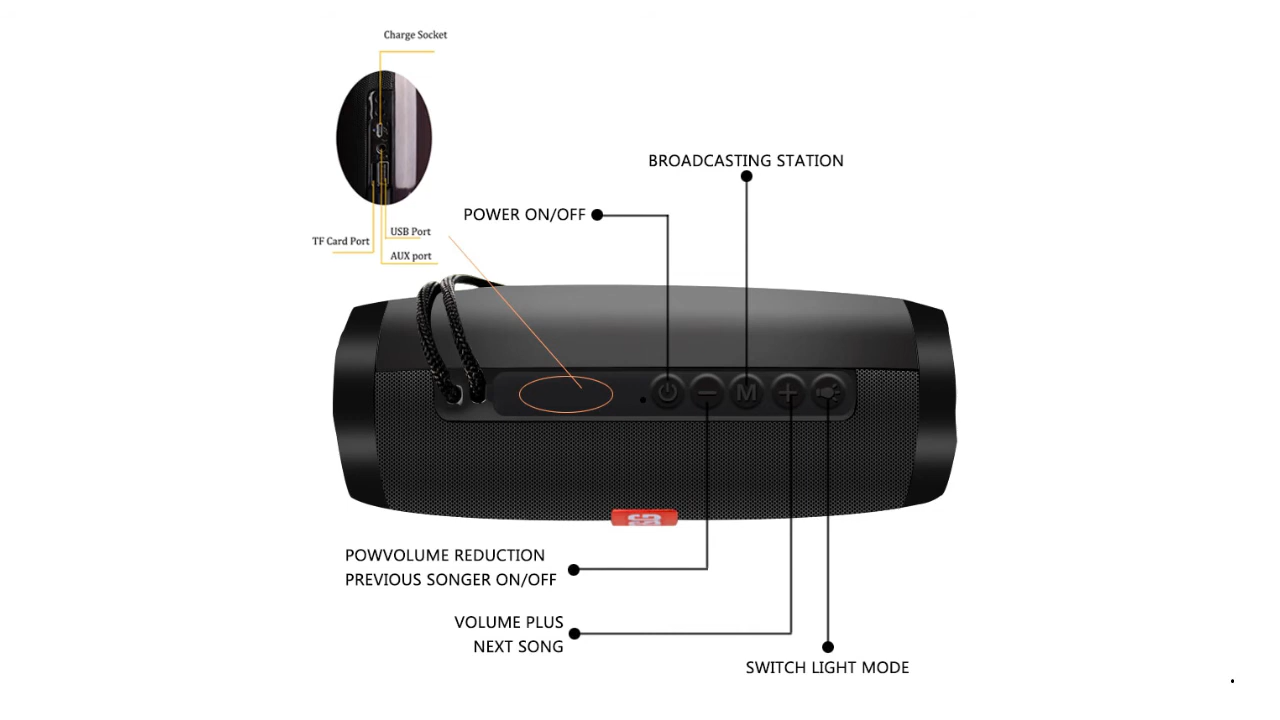 Charge Socket
BROADCASTING STATION
POWER ON/OFF
USB Port
TF Card Port
AUX port
M
POWVOLUME REDUCTION
PREVIOUS SONGER ON/OFF
VOLUME PLUS
NEXT SONG
SWITCH LIGHT MODE